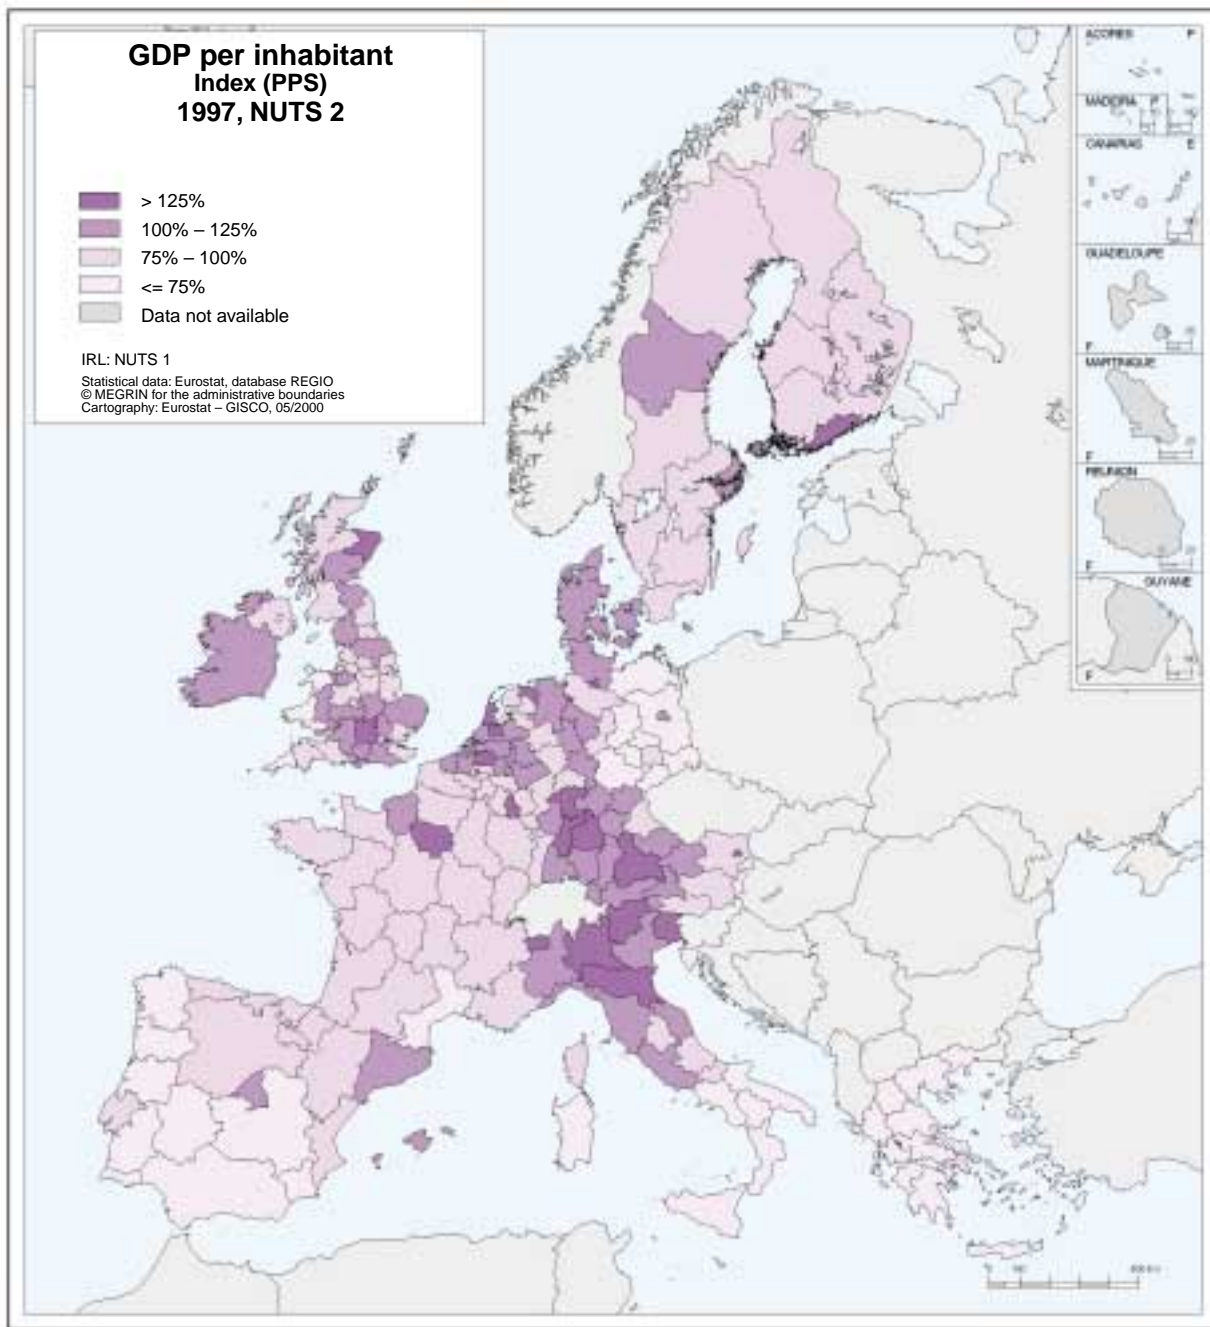 GDP per inhabitant
Index (PPS)
1997, NUTS 2
> 125%
100% – 125%
75% – 100%
<= 75%
Data not available
IRL: NUTS 1
Statistical data: Eurostat, database REGIO
© MEGRIN for the administrative boundaries
Cartography: Eurostat – GISCO, 05/2000
AÇORES P
MADEIRA P
CANARIAS E
GUADELOUPE
F
MARTINIQUE
F
REUNION
F
GUYANE
F